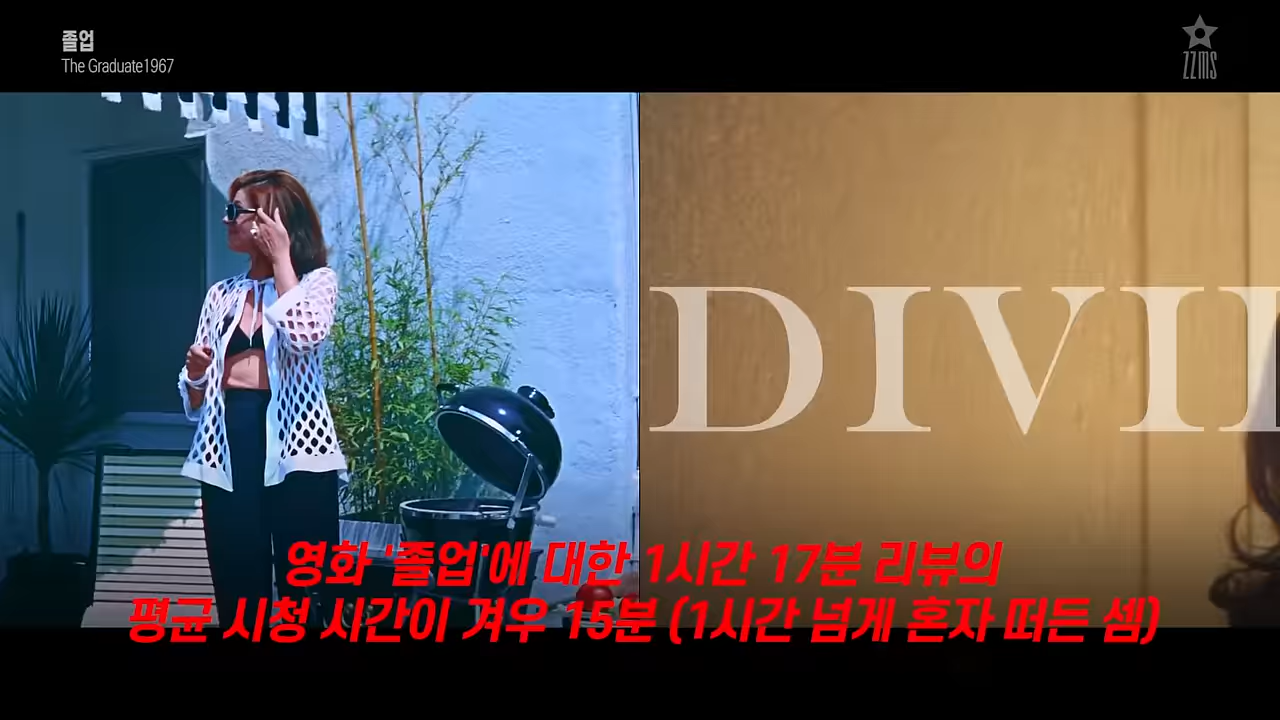 졸업
The Graduate1967
ZZMS
DIVI
영화 '졸업'에 대한 1시간 17분 리뷰의
평균 시청 시간이 겨우 15분 (1시간 넘게 혼자 떠든 셈)